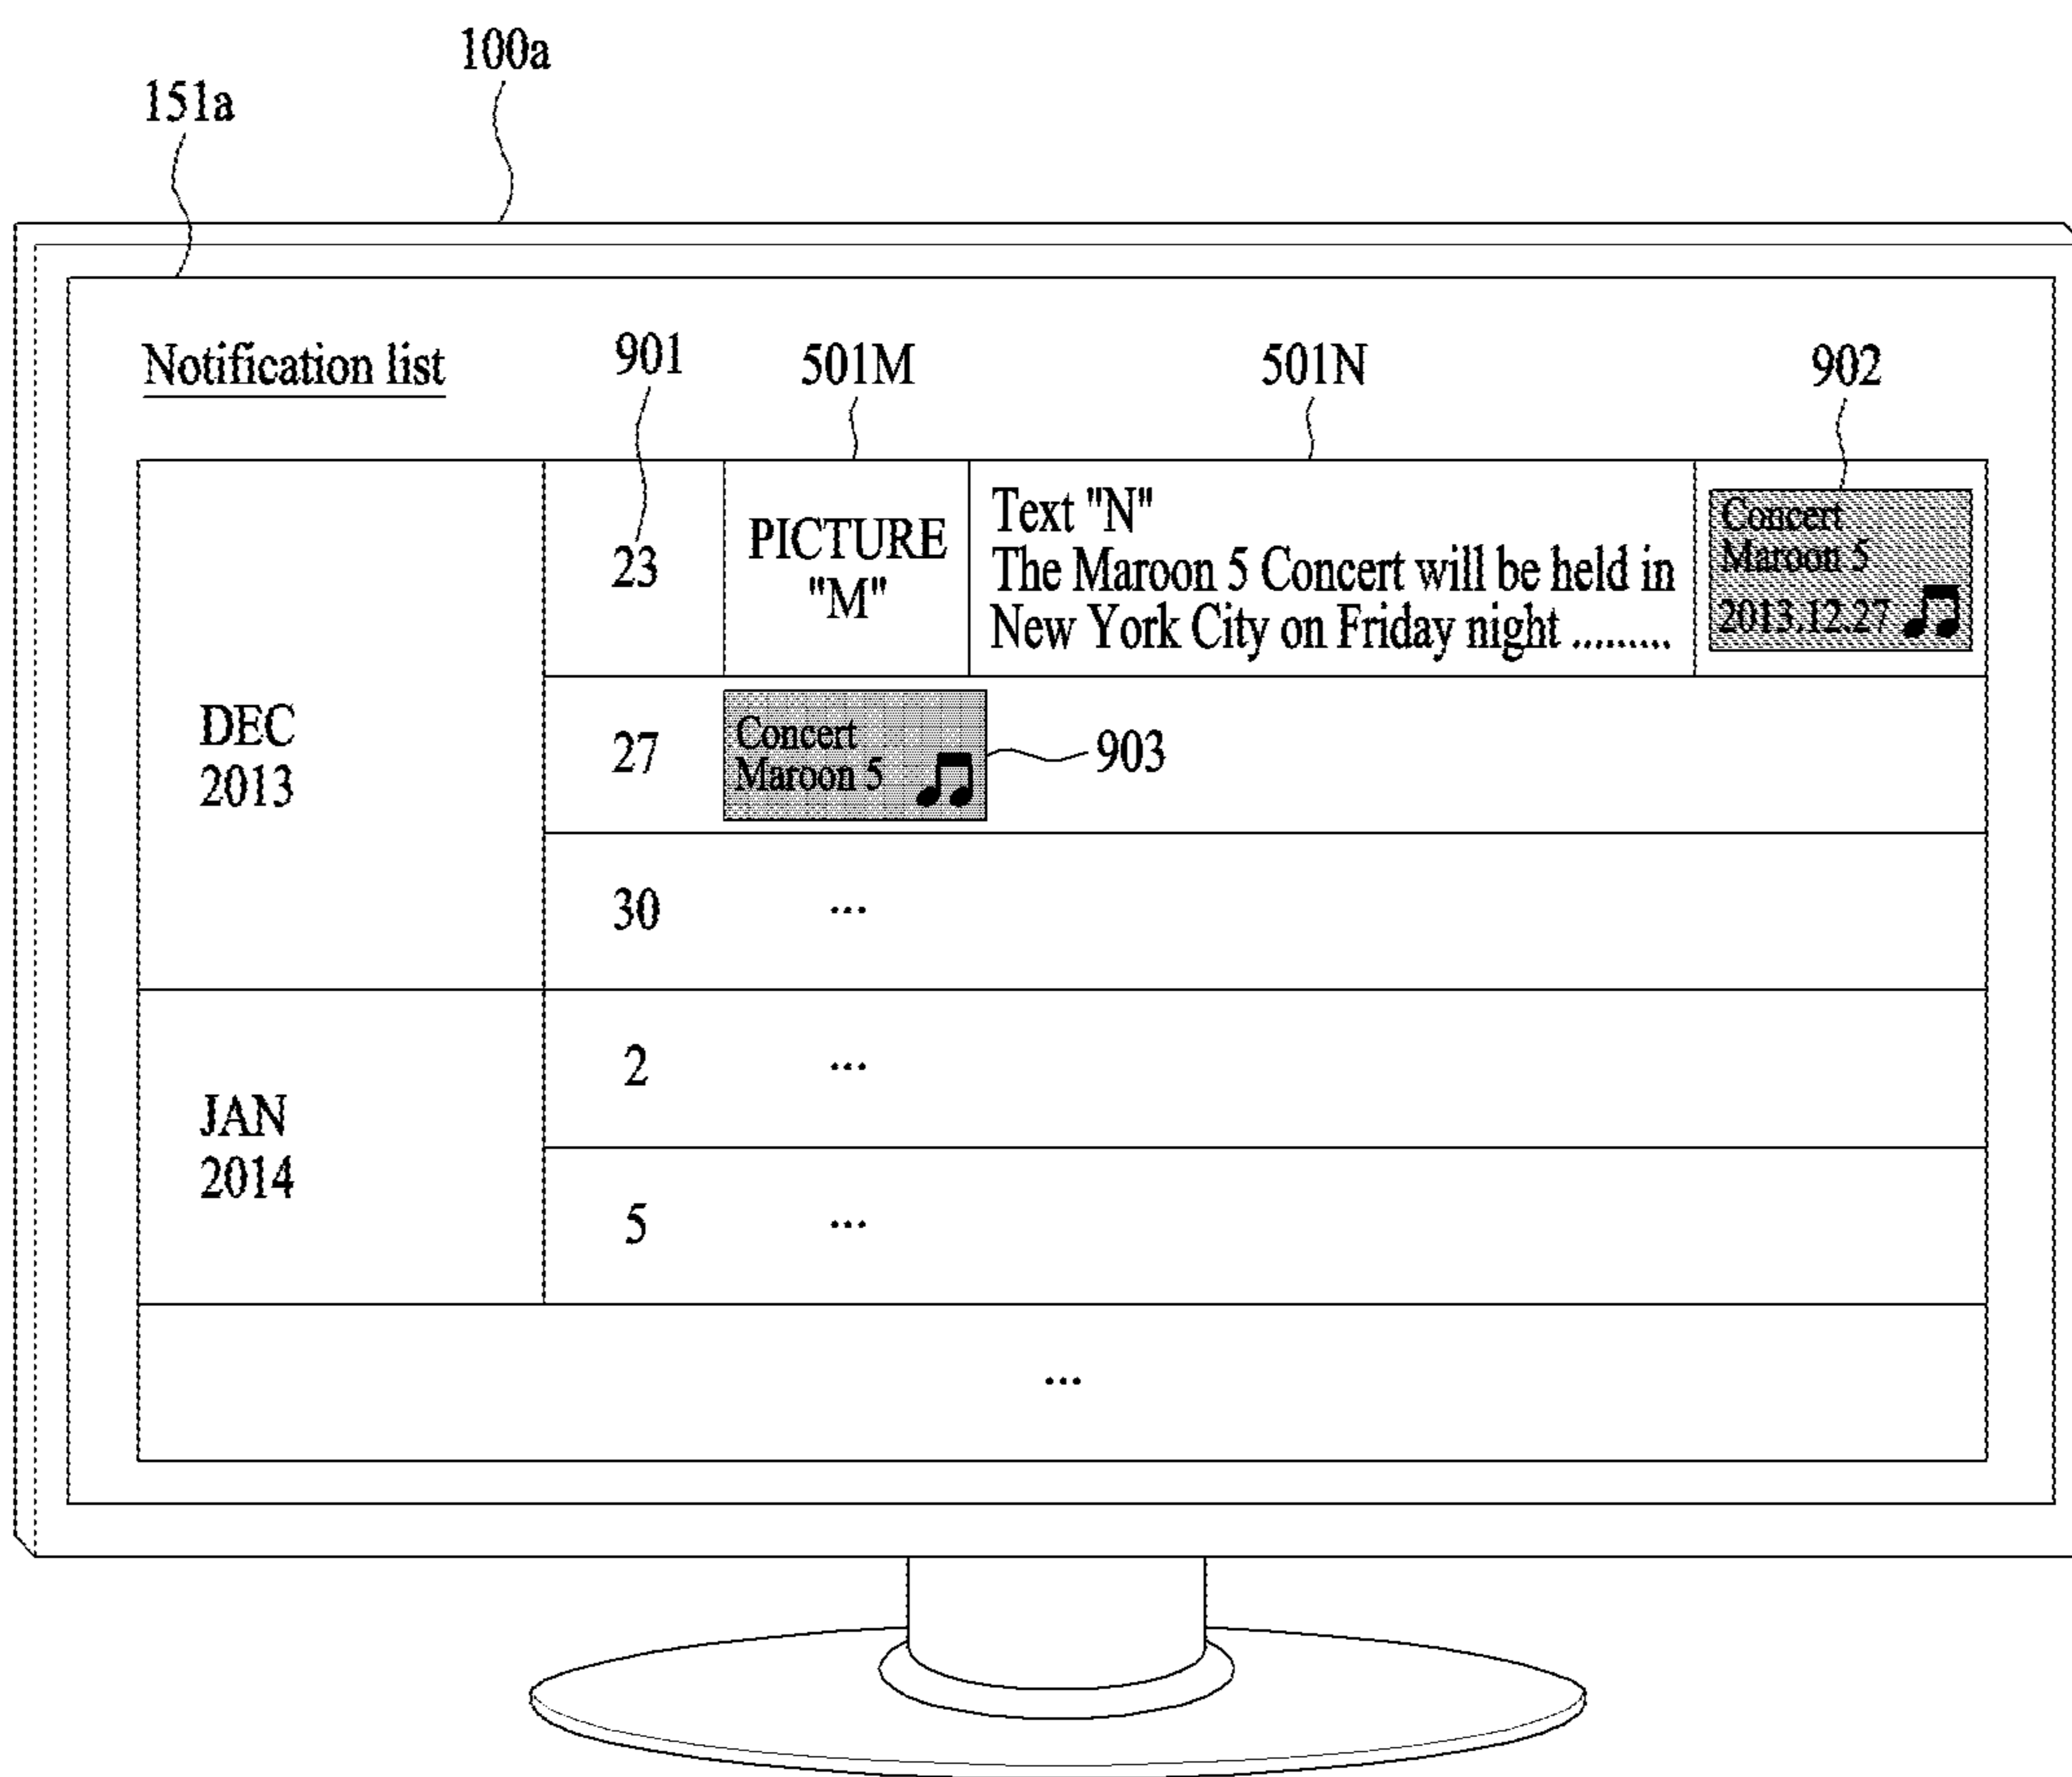 100a
151a
Notification list
901
501M
501N
902
DEC
2013
23
PICTURE
"M"
Text "N"
The Maroon 5 Concert will be held in
New York City on Friday night .........
Concert
Maroon 5
2013.12.27
27
Concert
Maroon 5
903
30
...
JAN
2014
2
...
5
...
...